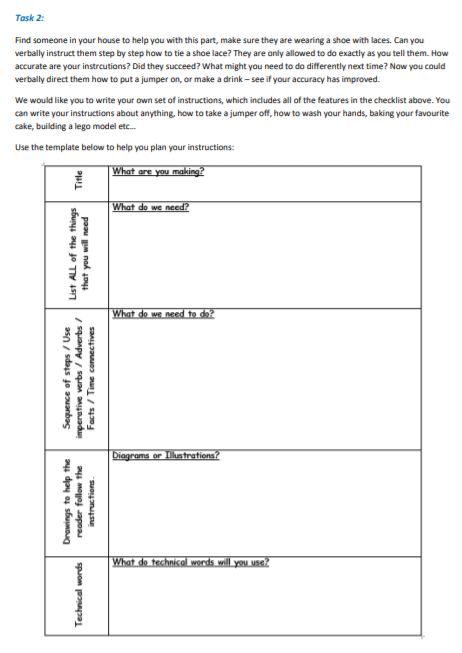 Task 2:
Find someone in your house to help you with this part, make sure they are wearing a shoe with laces. Can you
verbally instruct them step by step how to tie a shoe lace? They are only allowed to do exactly as you tell them. How
accurate are your instrcutions? Did they succeed? What might you need to do differently next time? Now you could
verbally direct them how to put a jumper on, or make a drink – see if your accuracy has improved.
We would like you to write your own set of instructions, which includes all of the features in the checklist above. You
can write your instructions about anything, how to take a jumper off, how to wash your hands, baking your favourite
cake, building a lego model etc...
Use the template below to help you plan your instructions:
Title
What are you making?
List ALL of the things
that you will need
What do we need?
Sequence of steps / Use
imperative verbs / Adverbs /
Facts / Time connectives
What do we need to do?
Drawings to help the
reader follow the
instructions.
Diagrams or Illustrations?
Technical words
What do technical words will you use?